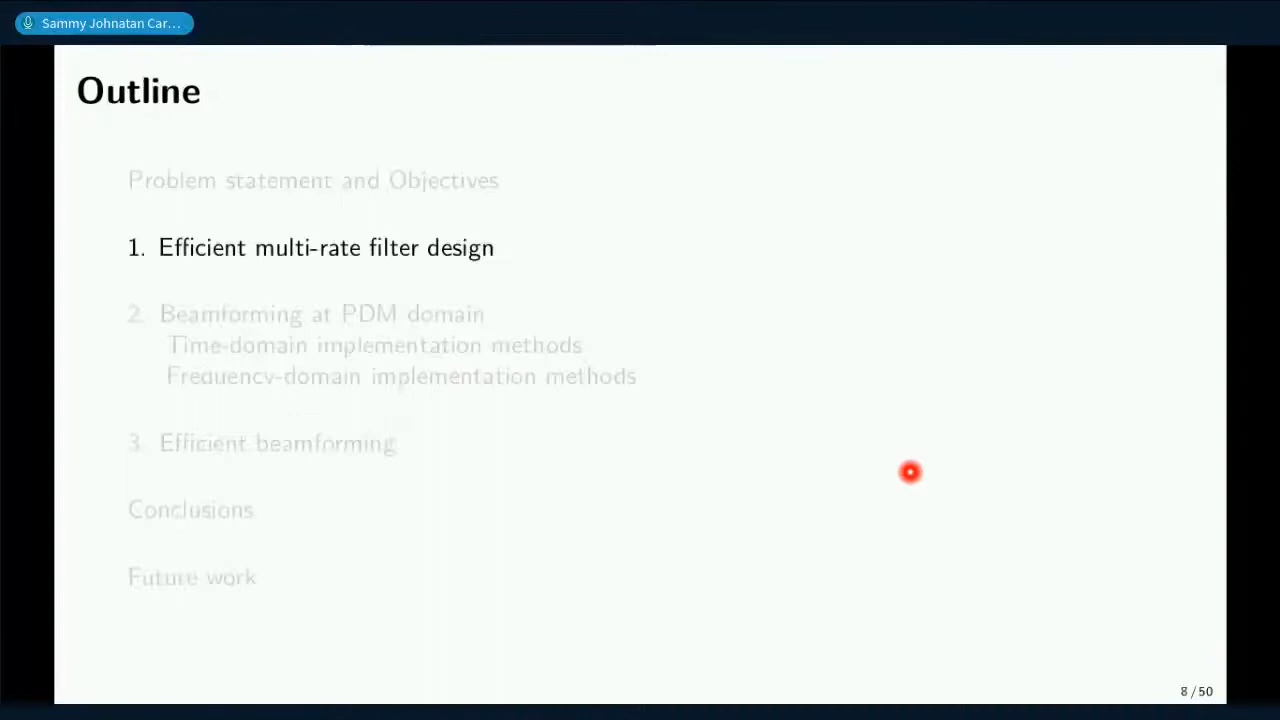 Sammy Johnatan Car...
Outline
Problem statement and Objectives
1. Efficient multi-rate filter design
2. Beamforming at PDM domain
Time-domain implementation methods
Frequency-domain implementation methods
3. Efficient beamforming
Conclusions
Future work
8 / 50